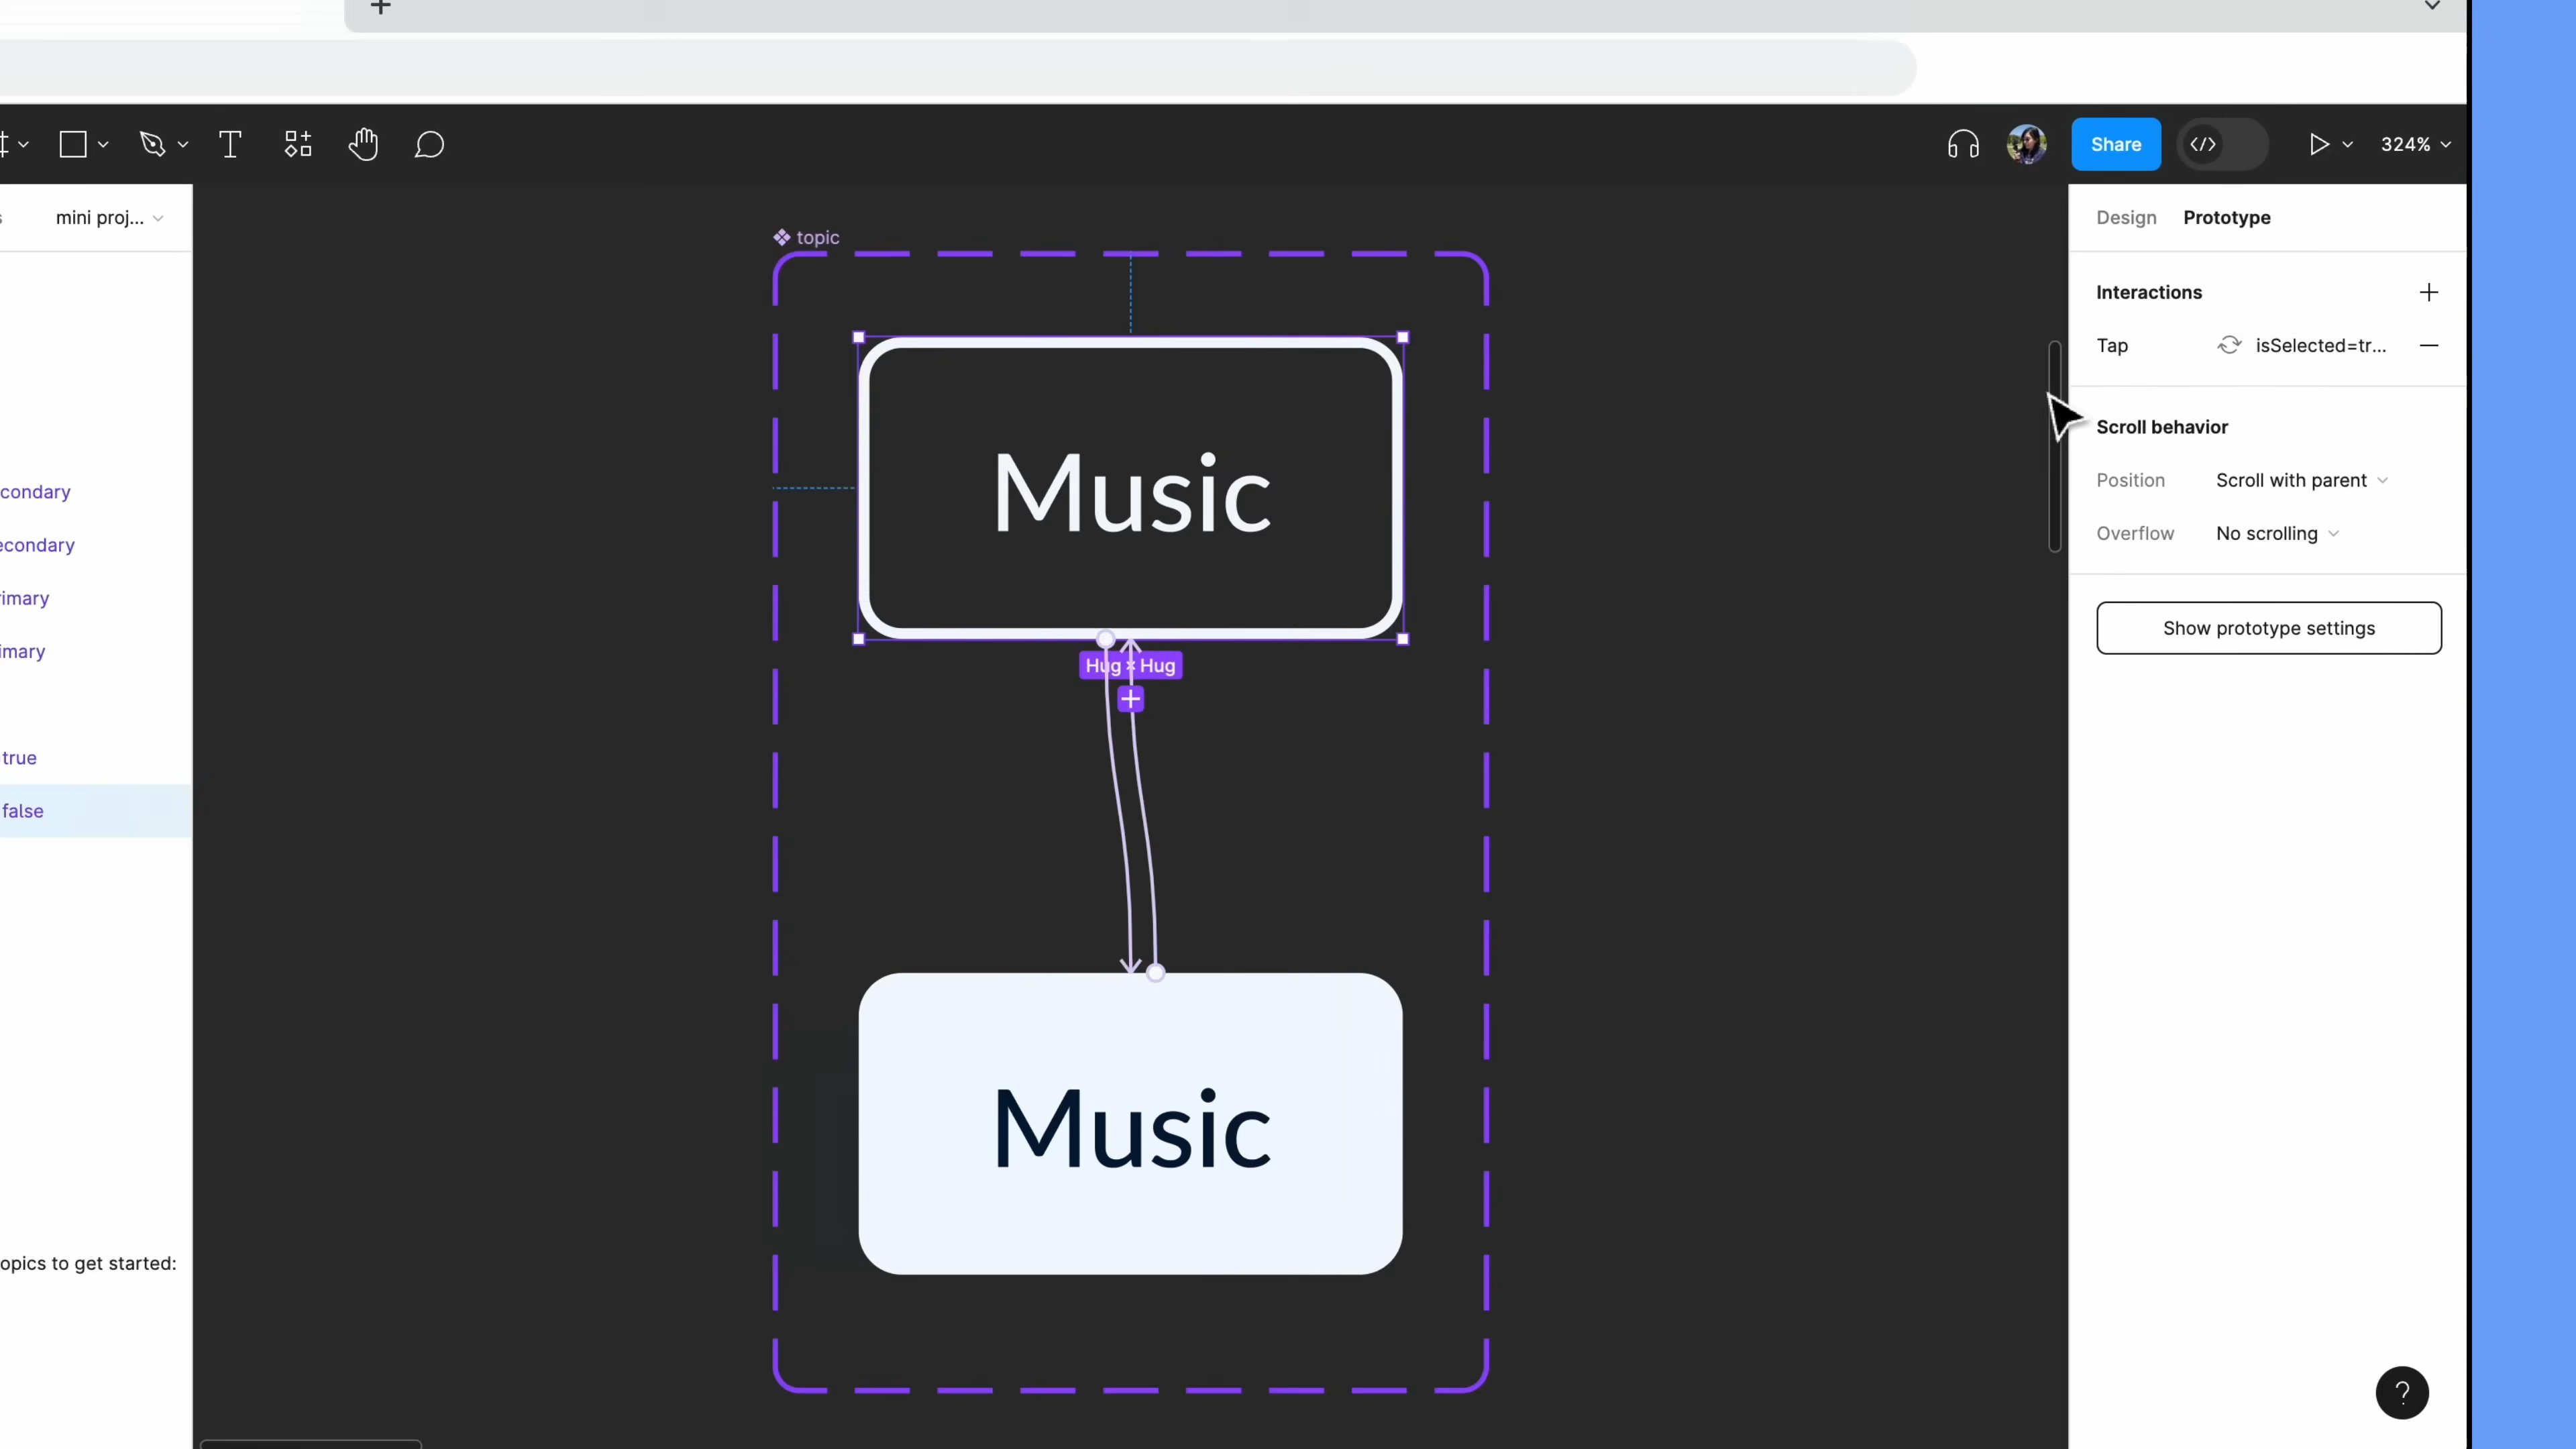 Share
324%
mini proj...
Design Prototype
topic
Interactions
Tap isSelected=tr...
Scroll behavior
Music
Position Scroll with parent
condary
Overflow No scrolling
econdary
rimary
Show prototype settings
imary
Hug × Hug
true
false
Music
opics to get started:
?